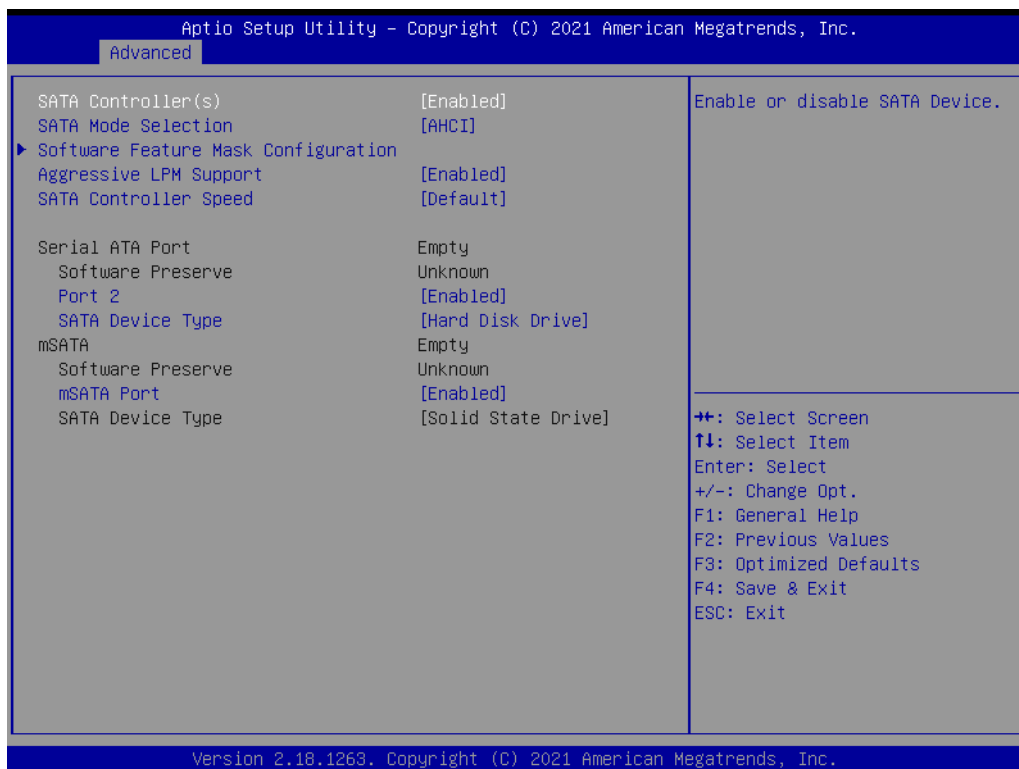 Aptio Setup Utility – Copyright (C) 2021 American Megatrends, Inc.
Advanced
SATA Controller(s) [Enabled]
SATA Mode Selection [AHCI]
Software Feature Mask Configuration
Aggressive LPM Support [Enabled]
SATA Controller Speed [Default]
Serial ATA Port Empty
Software Preserve Unknown
Port 2 [Enabled]
SATA Device Type [Hard Disk Drive]
mSATA Empty
Software Preserve Unknown
mSATA Port [Enabled]
SATA Device Type [Solid State Drive]
Enable or disable SATA Device.
→←: Select Screen
↑↓: Select Item
Enter: Select
+/-: Change Opt.
F1: General Help
F2: Previous Values
F3: Optimized Defaults
F4: Save & Exit
ESC: Exit
Version 2.18.1263. Copyright (C) 2021 American Megatrends, Inc.